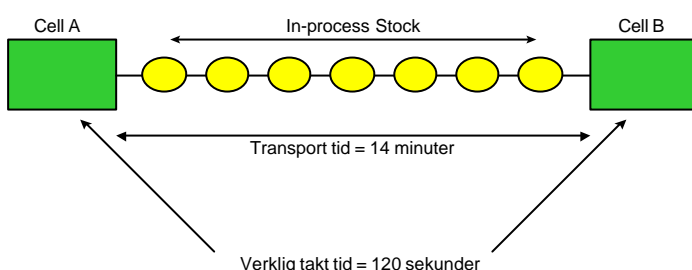 Cell A
In-process Stock
Cell B
Transport tid = 14 minuter
Verklig takt tid = 120 sekunder